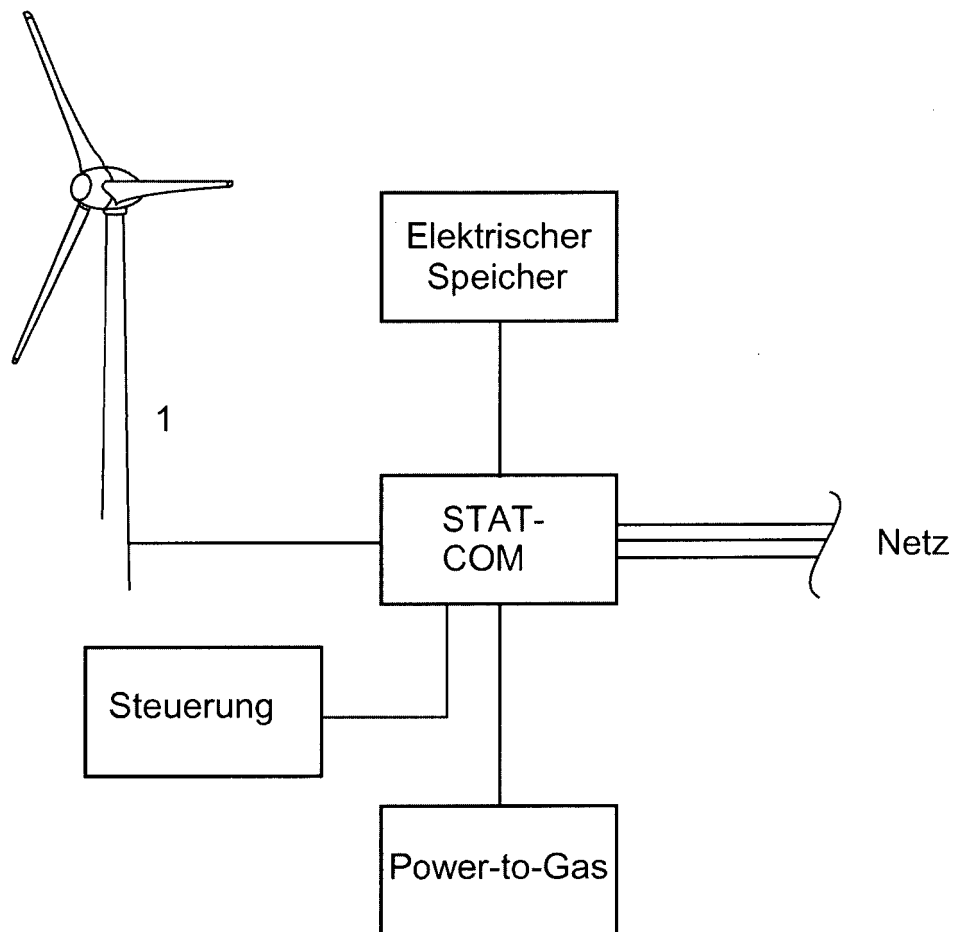 Elektrischer
Speicher
1
STAT-
COM
Netz
Steuerung
Power-to-Gas